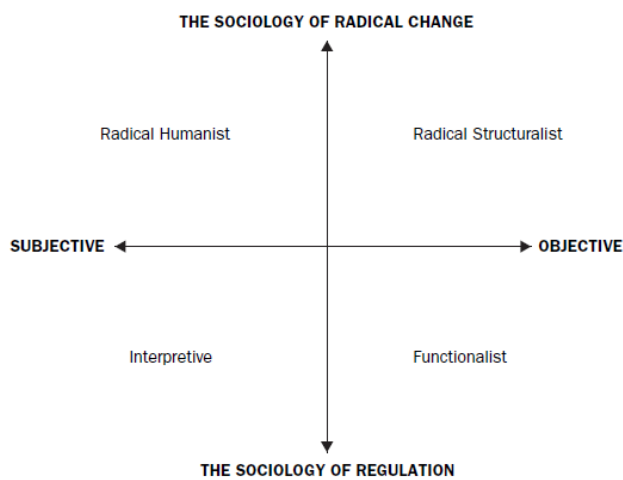 THE SOCIOLOGY OF RADICAL CHANGE
Radical Humanist
Radical Structuralist
SUBJECTIVE
OBJECTIVE
Interpretive
Functionalist
THE SOCIOLOGY OF REGULATION